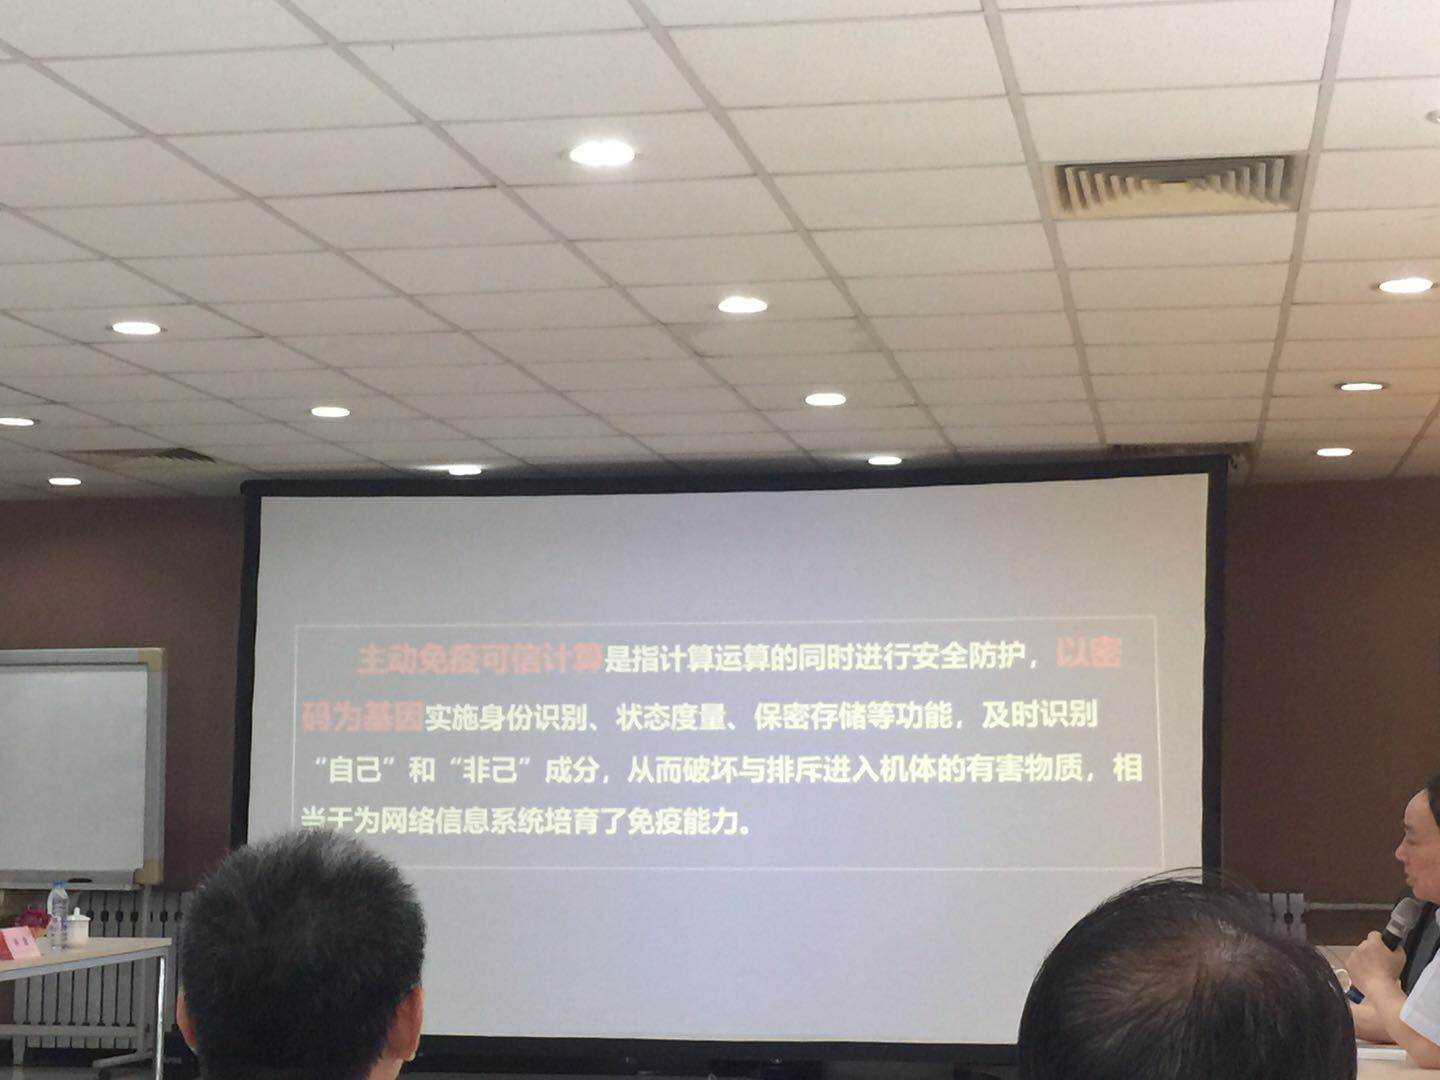 主动免疫可信计算是指计算运算的同时进行安全防护，以密
码为基因实施身份识别、状态度量、保密存储等功能，及时识别
“自己”和“非己”成分，从而破坏与排斥进入机体的有害物质，相
当于为网络信息系统培育了免疫能力。